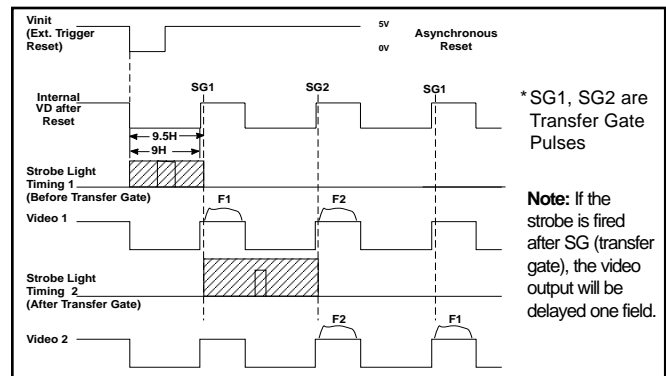 Vinit
(Ext. Trigger
Reset)
5V
0V
Asynchronous
Reset
SG1
SG2
SG1
Internal
VD after
Reset
9.5H
9H
* SG1, SG2 are
Transfer Gate
Pulses
Strobe Light
Timing 1
(Before Transfer Gate)
F1
F2
Video 1
Note: If the
strobe is fired
after SG (transfer
gate), the video
output will be
delayed one field.
Strobe Light
Timing 2
(After Transfer Gate)
F2
F1
Video 2